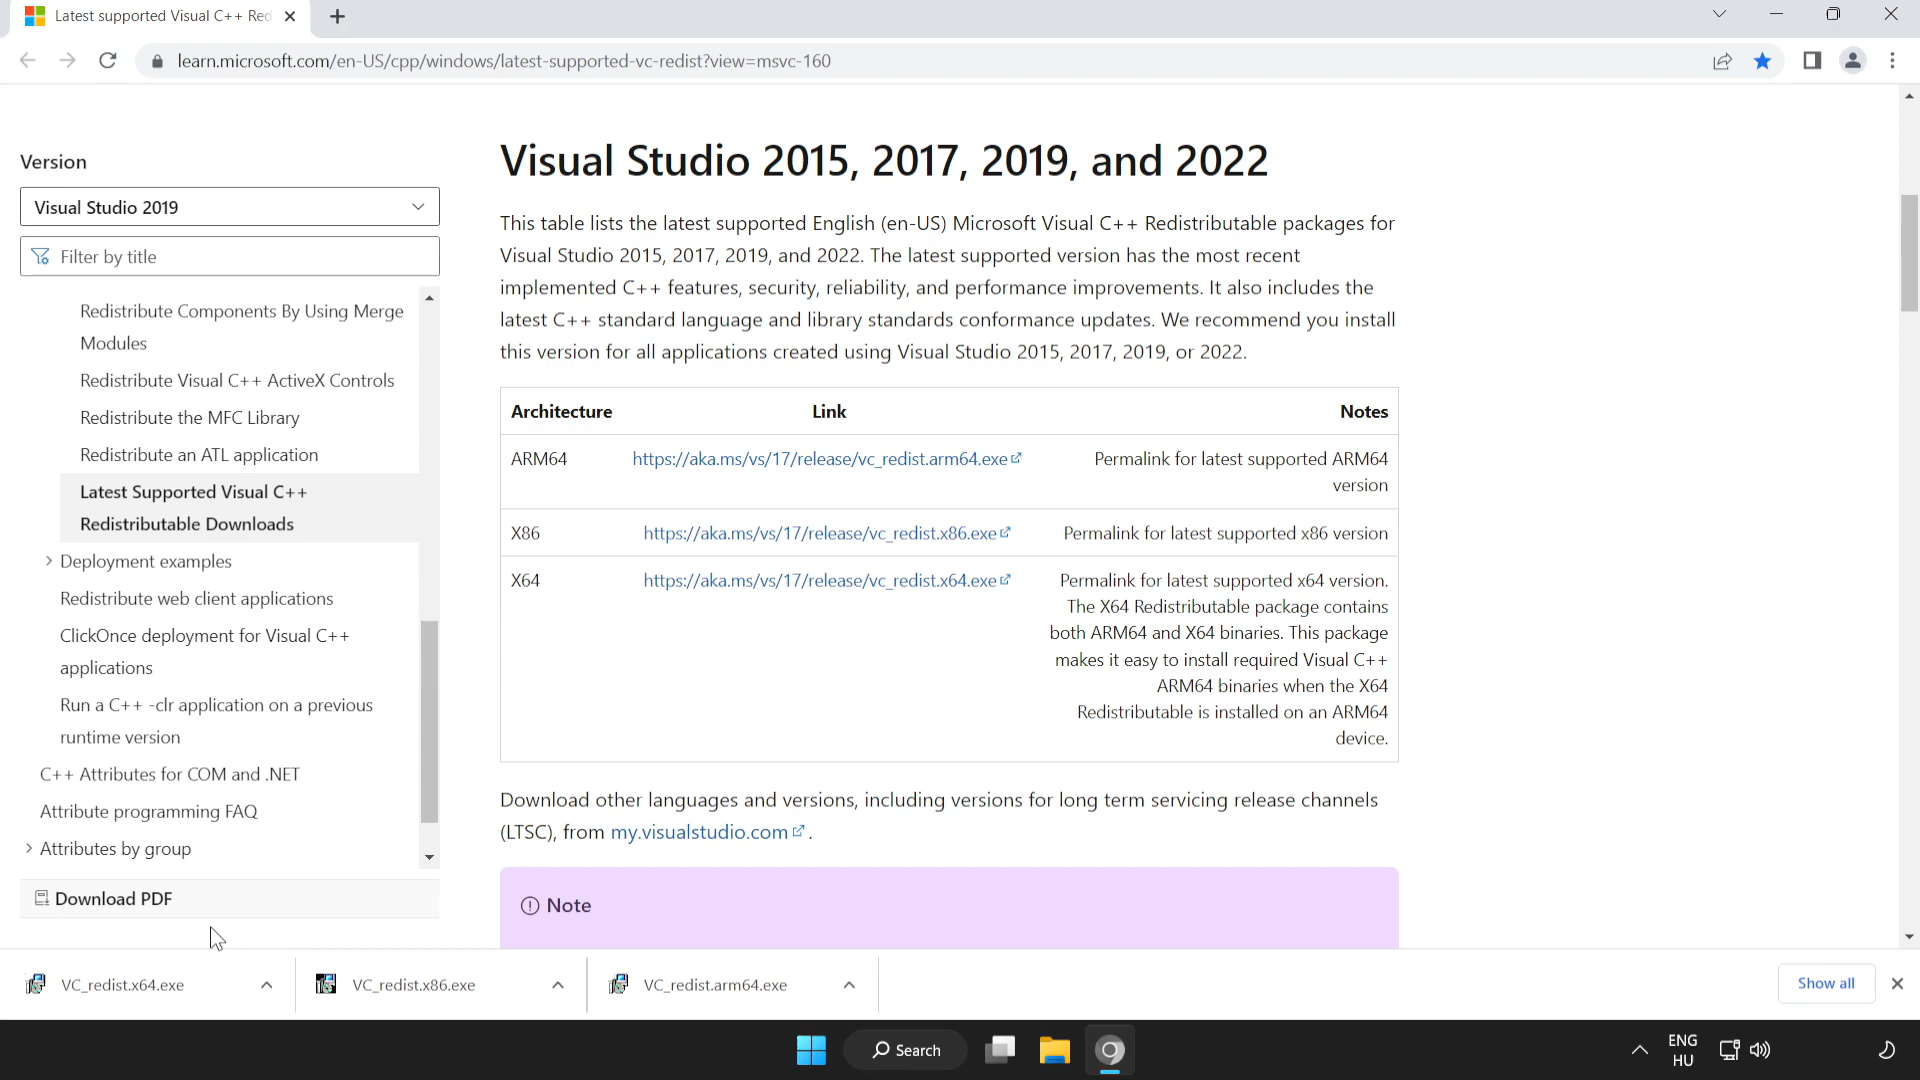 Latest supported Visual C++ Red
learn.microsoft.com/en-US/cpp/windows/latest-supported-vc-redist?view=msvc-160
Version
Visual Studio 2019
Filter by title
Redistribute Components By Using Merge
Modules
Redistribute Visual C++ ActiveX Controls
Redistribute the MFC Library
Redistribute an ATL application
Latest Supported Visual C++
Redistributable Downloads
Deployment examples
Redistribute web client applications
ClickOnce deployment for Visual C++
applications
Run a C++ -clr application on a previous
runtime version
C++ Attributes for COM and .NET
Attribute programming FAQ
Attributes by group
Download PDF
Visual Studio 2015, 2017, 2019, and 2022
This table lists the latest supported English (en-US) Microsoft Visual C++ Redistributable packages for
Visual Studio 2015, 2017, 2019, and 2022. The latest supported version has the most recent
implemented C++ features, security, reliability, and performance improvements. It also includes the
latest C++ standard language and library standards conformance updates. We recommend you install
this version for all applications created using Visual Studio 2015, 2017, 2019, or 2022.
Architecture Link Notes
ARM64 https://aka.ms/vs/17/release/vc_redist.arm64.exe Permalink for latest supported ARM64
version
X86 https://aka.ms/vs/17/release/vc_redist.x86.exe Permalink for latest supported x86 version
X64 https://aka.ms/vs/17/release/vc_redist.x64.exe Permalink for latest supported x64 version.
The X64 Redistributable package contains
both ARM64 and X64 binaries. This package
makes it easy to install required Visual C++
ARM64 binaries when the X64
Redistributable is installed on an ARM64
device.
Download other languages and versions, including versions for long term servicing release channels
(LTSC), from my.visualstudio.com .
Note
VC_redist.x64.exe
VC_redist.x86.exe
VC_redist.arm64.exe
Show all
Search
ENG
HU